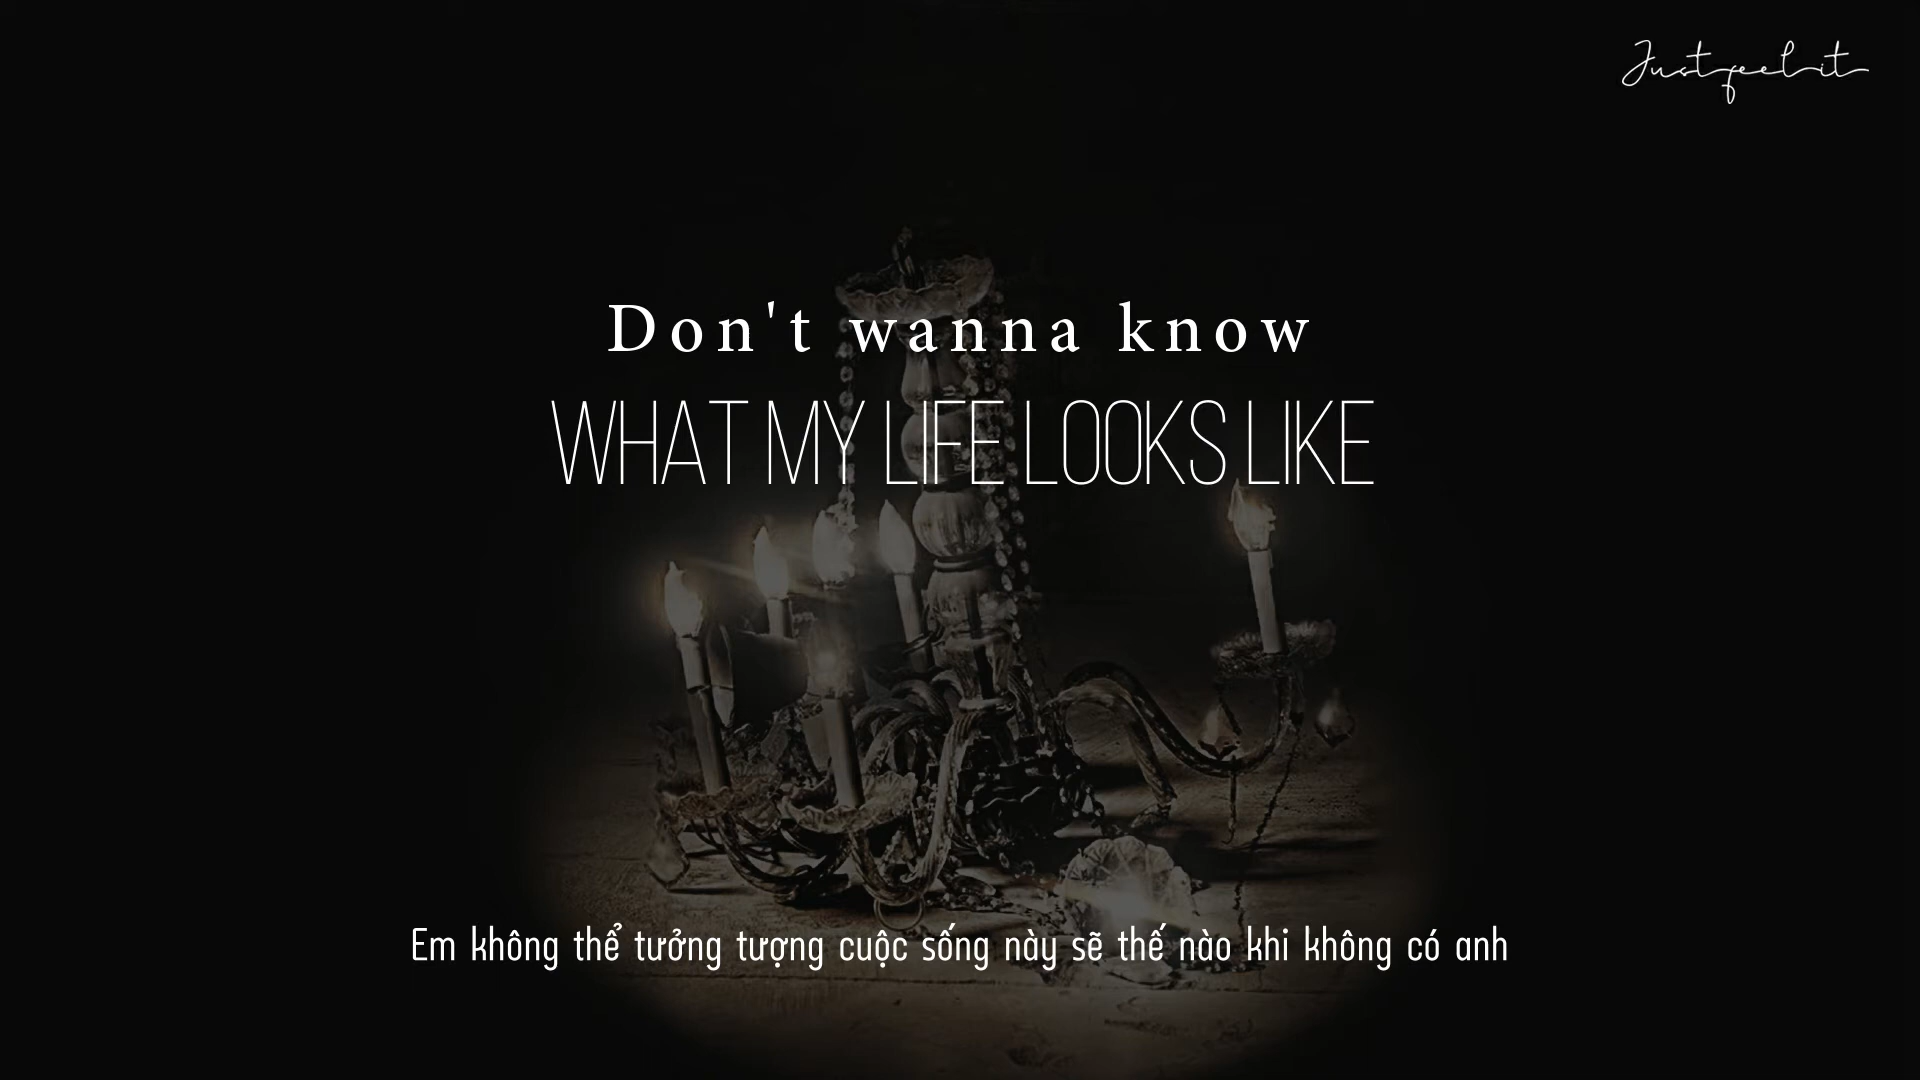 Justfeelit
Don't wanna know
WHAT MY LIFE LOOKS LIKE
Em không thể tưởng tượng cuộc sống này sẽ thế nào khi không có anh